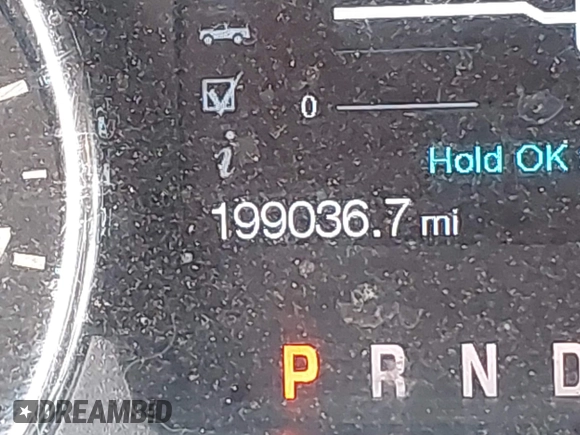 0
Hold OK
199036.7 mi
P R N D
DREAMBID